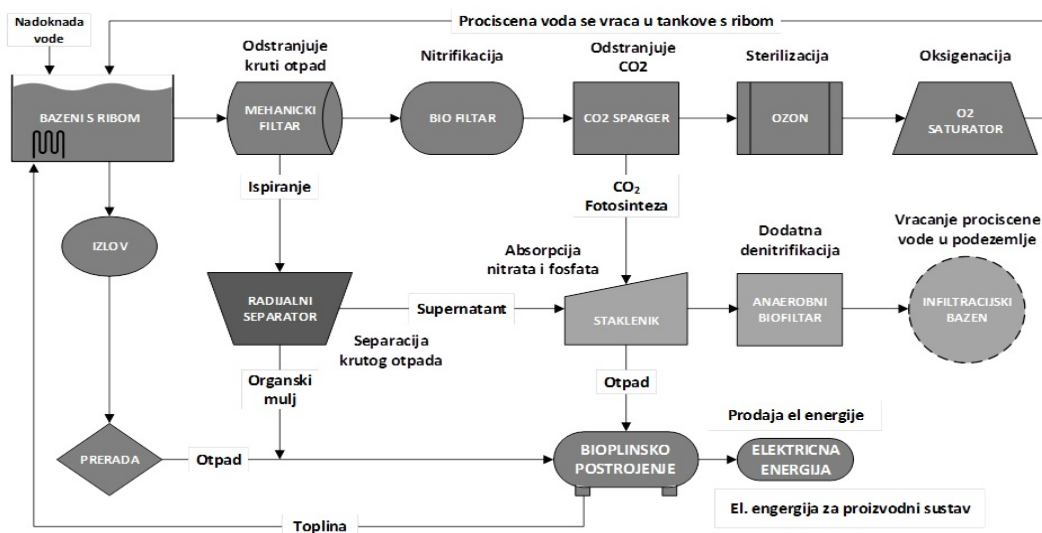 Nadoknada
vode
Prociscena voda se vraca u tankove s ribom
Odstranjuje
kruti otpad
Nitrifikacija
Odstranjuje
CO2
Sterilizacija
Oksigenacija
BAZENI S RIBOM
MEHANICKI
FILTAR
BIO FILTAR
CO2 SPARGER
OZON
O2
SATURATOR
Ispiranje
CO₂
Fotosinteza
IZLOV
Absorpcija
nitrata i fosfata
Dodatna
denitrifikacija
Vracanje prociscene
vode u podezemlje
RADIJALNI
SEPARATOR
Supernatant
STAKLENIK
ANAEROBNI
BIOFILTAR
INFILTRACIJSKI
BAZEN
Separacija
krutog otpada
Organski
mulj
Otpad
Prodaja el energije
PRERADA
Otpad
BIOPLINSKO
POSTROJENJE
ELEKTRICNA
ENERGIJA
Toplina
El. engergija za proizvodni sustav